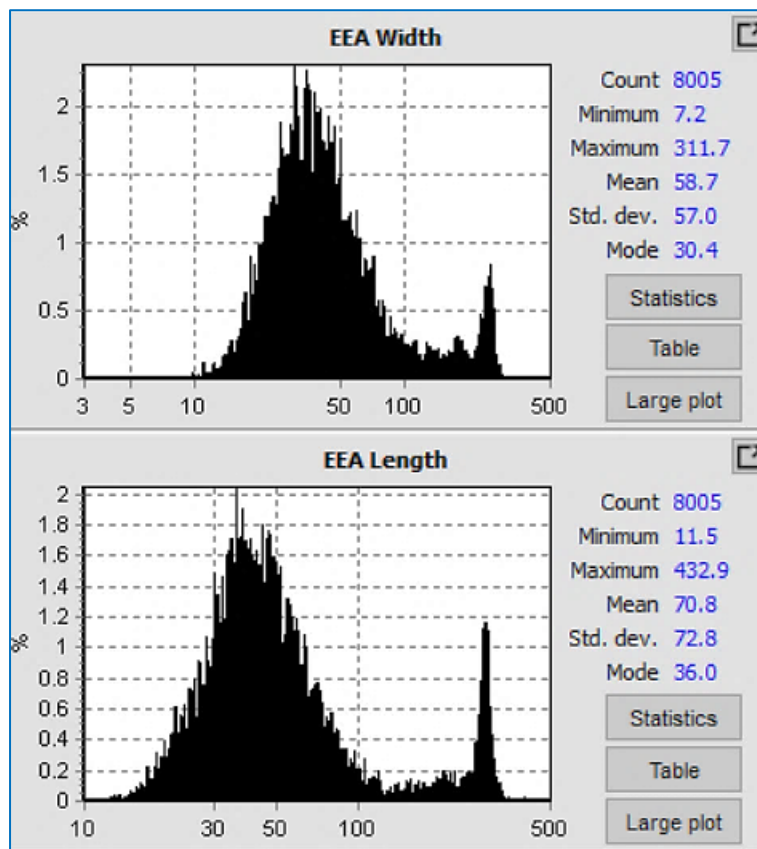 EEA Width
Count 8005
Minimum 7.2
Maximum 311.7
Mean 58.7
Std. dev. 57.0
Mode 30.4
Statistics
Table
Large plot
%
2
1.5
1
0.5
0
3 5 10 50 100 500
EEA Length
Count 8005
Minimum 11.5
Maximum 432.9
Mean 70.8
Std. dev. 72.8
Mode 36.0
Statistics
Table
Large plot
%
2
1.8
1.6
1.4
1.2
1
0.8
0.6
0.4
0.2
0
10 30 50 100 500